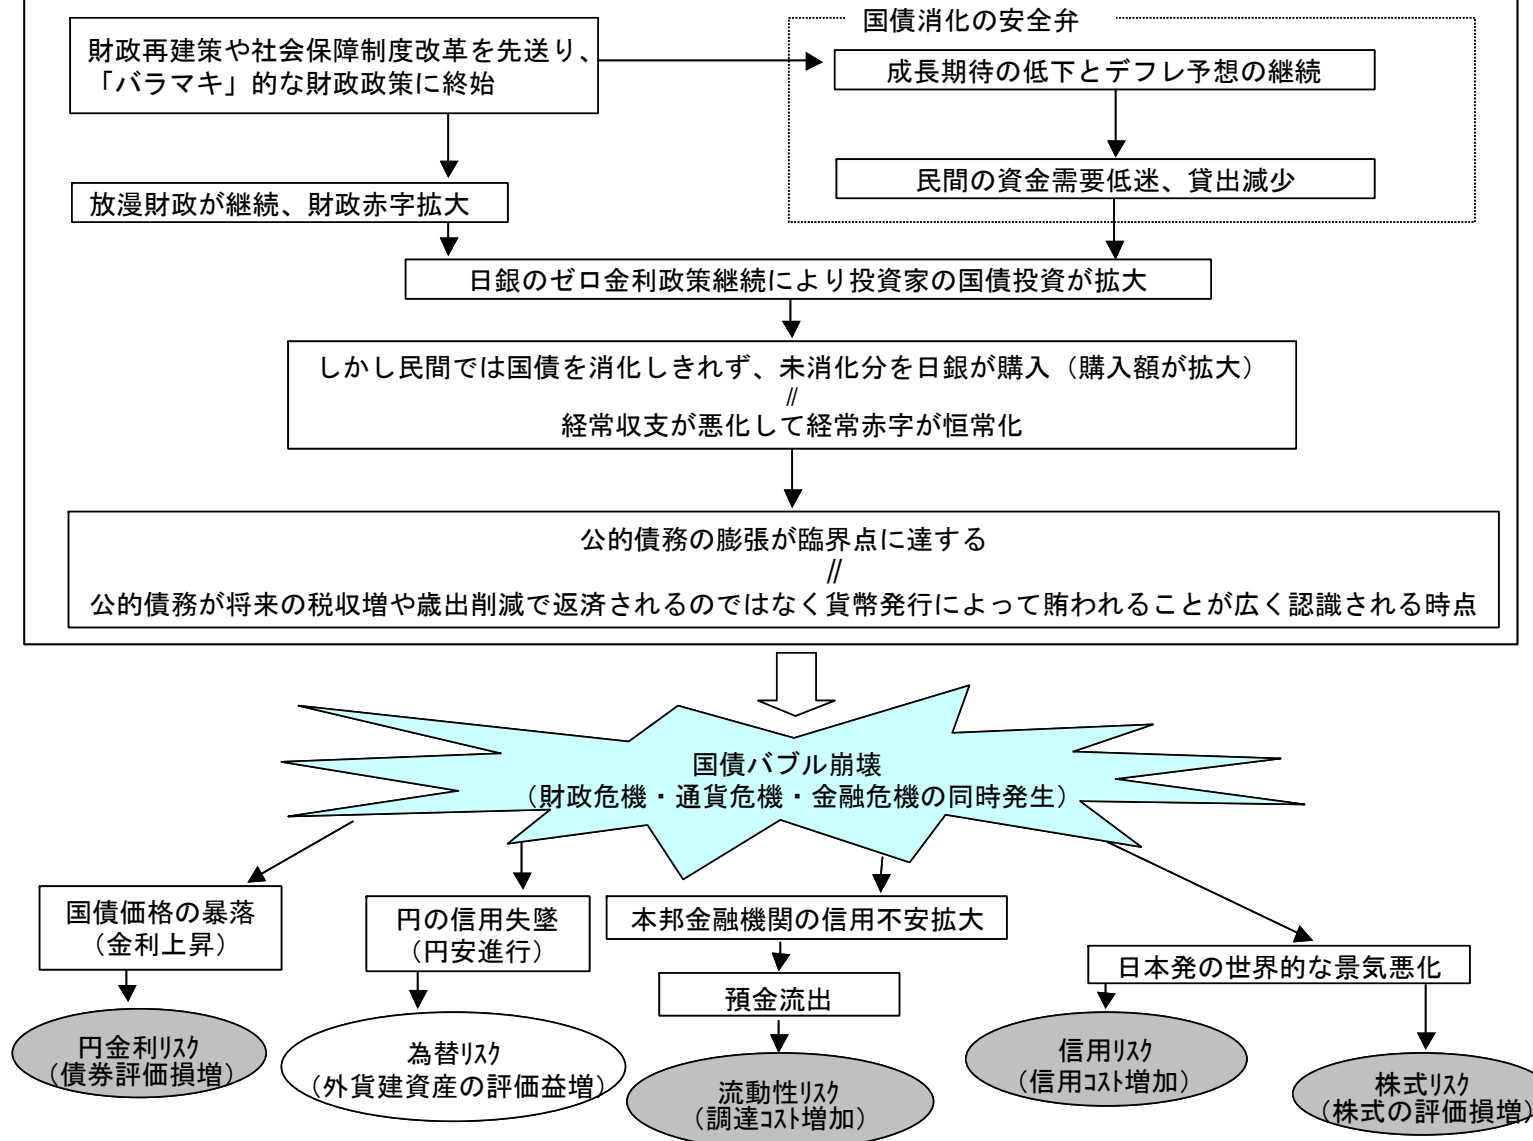 国債消化の安全弁
財政再建策や社会保障制度改革を先送り、
「バラマキ」的な財政政策に終始
成長期待の低下とデフレ予想の継続
民間の資金需要低迷、貸出減少
放漫財政が継続、財政赤字拡大
日銀のゼロ金利政策継続により投資家の国債投資が拡大
しかし民間では国債を消化しきれず、未消化分を日銀が購入（購入額が拡大）
〃
経常収支が悪化して経常赤字が恒常化
公的債務の膨張が臨界点に達する
〃
公的債務が将来の税収増や歳出削減で返済されるのではなく貨幣発行によって賄われることが広く認識される時点
国債バブル崩壊
（財政危機・通貨危機・金融危機の同時発生）
国債価格の暴落
（金利上昇）
円の信用失墜
（円安進行）
本邦金融機関の信用不安拡大
預金流出
日本発の世界的な景気悪化
円金利ﾘｽｸ
（債券評価損増）
為替ﾘｽｸ
（外貨建資産の評価益増）
流動性ﾘｽｸ
（調達ｺｽﾄ増加）
信用ﾘｽｸ
（信用ｺｽﾄ増加）
株式ﾘｽｸ
（株式の評価損増）